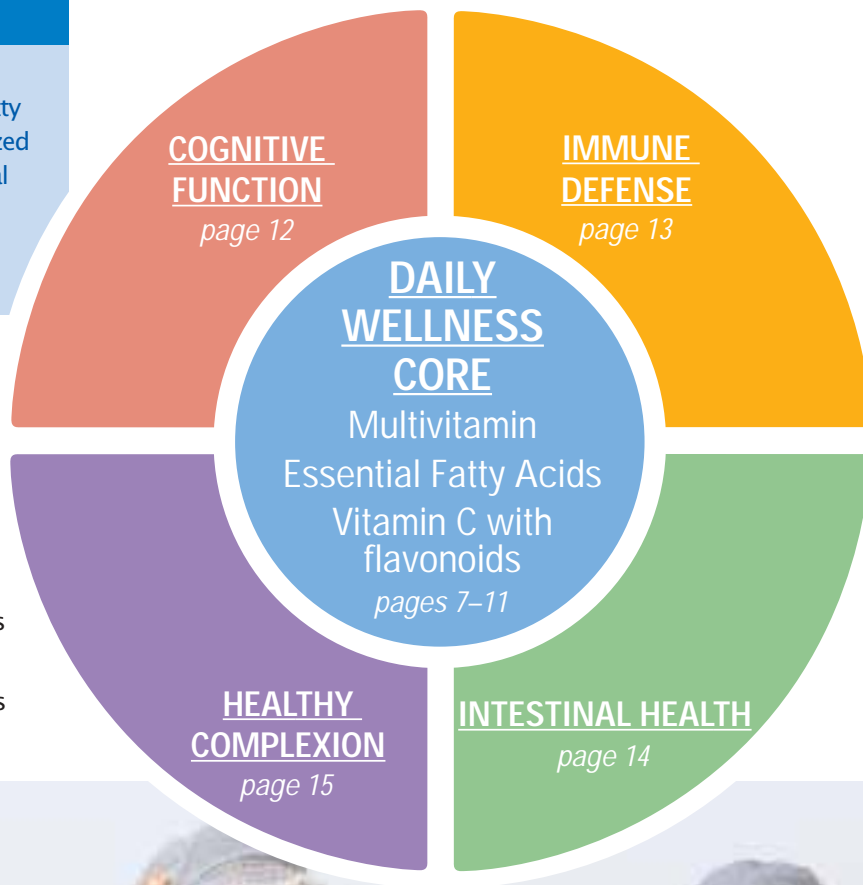 COGNITIVE
FUNCTION
page 12
IMMUNE
DEFENSE
page 13
DAILY
WELLNESS
CORE
Multivitamin
Essential Fatty Acids
Vitamin C with
flavonoids
pages 7–11
HEALTHY
COMPLEXION
page 15
INTESTINAL HEALTH
page 14